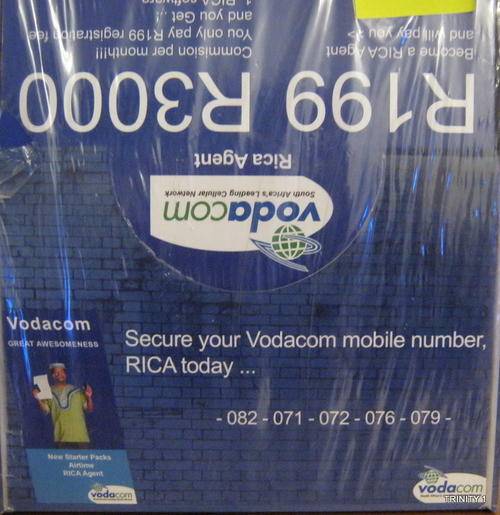 1 RICA software
and you Get ..!
You only pay R199 registration fee
Commision per month!!!
and will pay you >>
Become a RICA Agent
R199 R3000
Rica Agent
vodacom
South Africa's Leading Cellular Network
Vodacom
GREAT AWESOMENESS
Secure your Vodacom mobile number,
RICA today ...
- 082 - 071 - 072 - 076 - 079 -
New Starter Packs
Airtime
RICA Agent
vodacom
vodacom
TRINITY 1